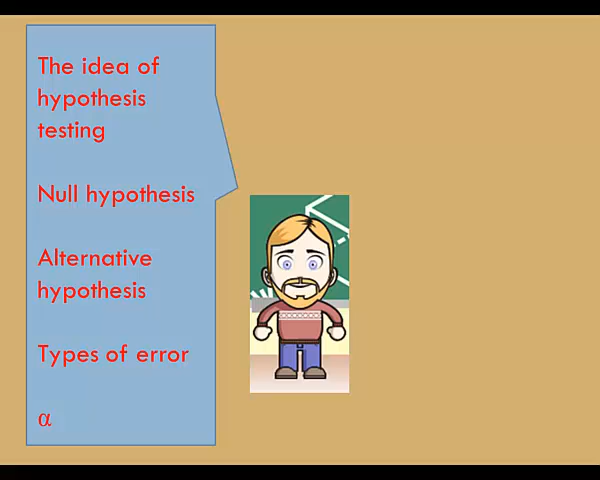 The idea of
hypothesis
testing
Null hypothesis
Alternative
hypothesis
Types of error
α